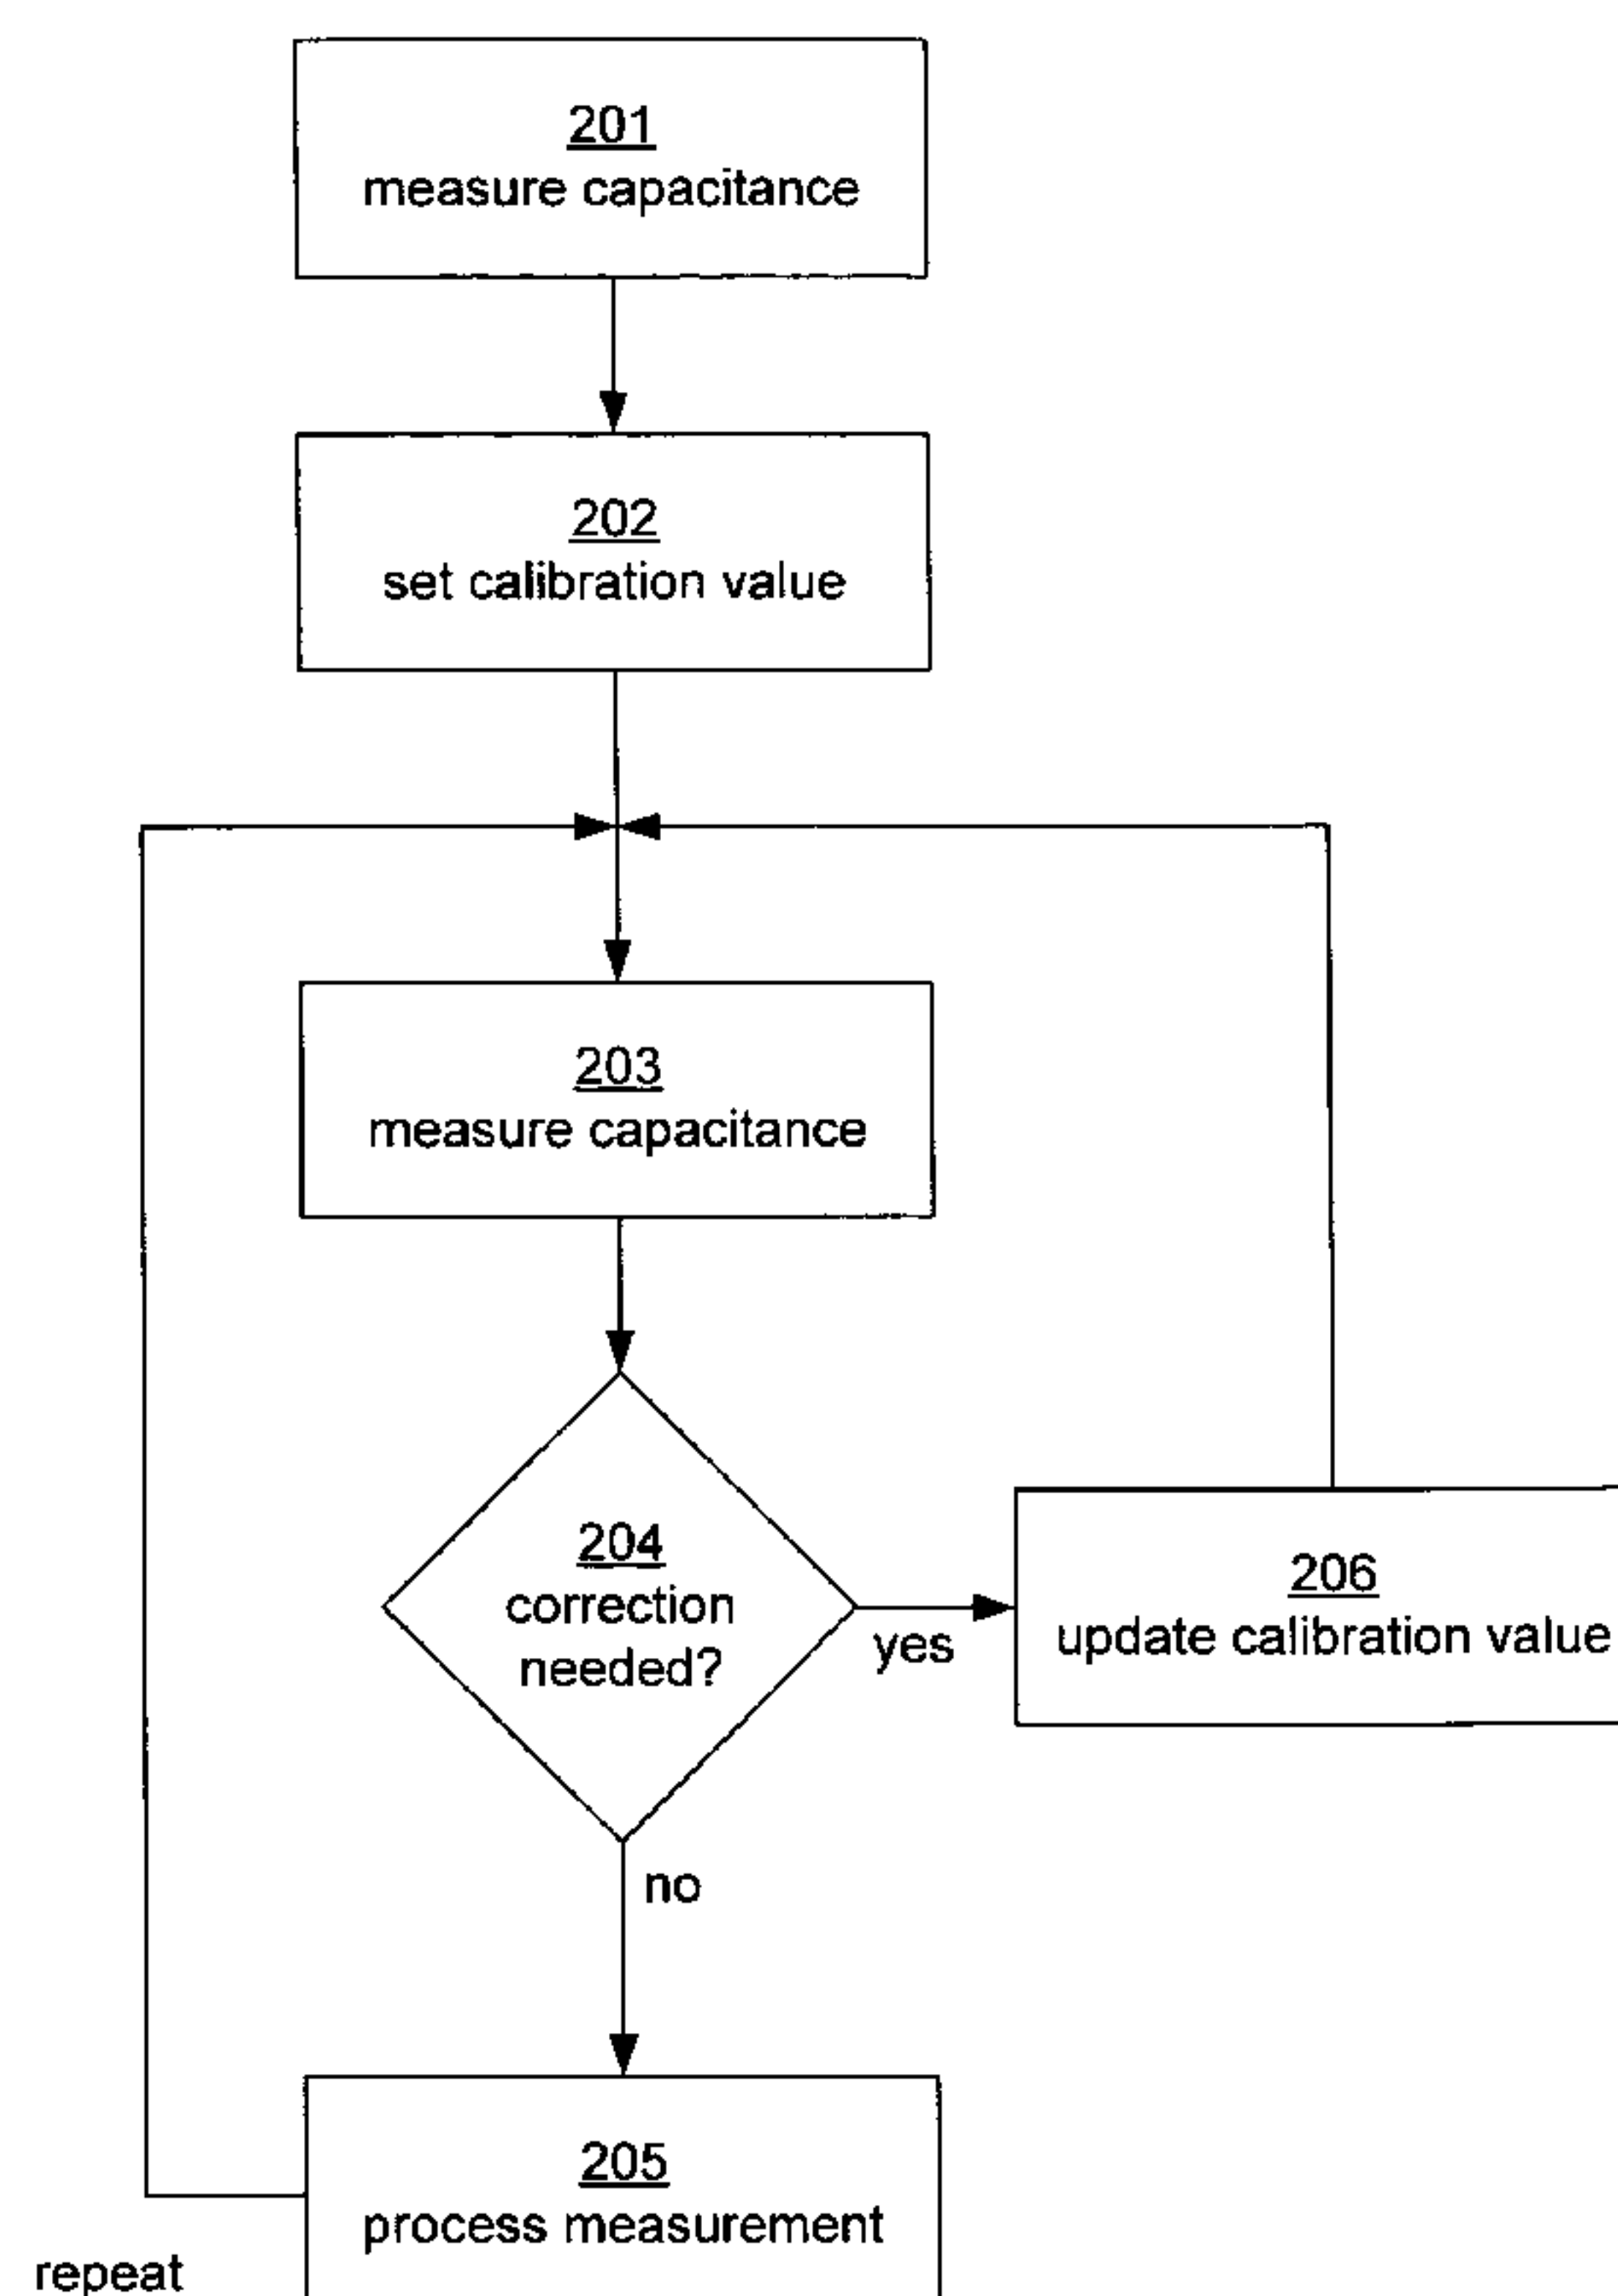 201
measure capacitance
202
set calibration value
203
measure capacitance
204
correction
needed?
yes
206
update calibration value
no
205
process measurement
repeat